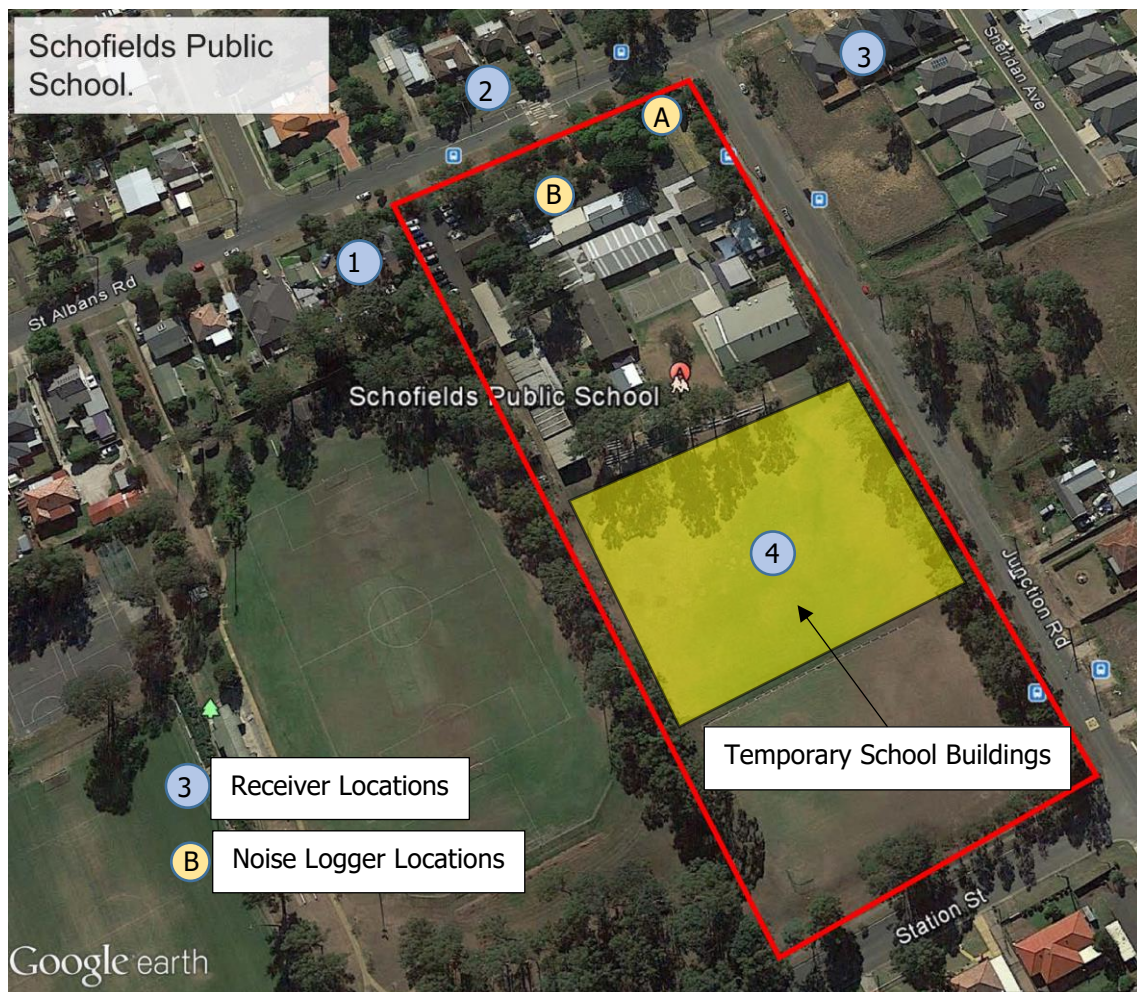 Schofields Public
School.
3
Sheridan Ave
2
A
B
1
St Albans Rd
Schofields Public School
4
Junction Rd
Temporary School Buildings
3
Receiver Locations
B
Noise Logger Locations
Station St
Google earth